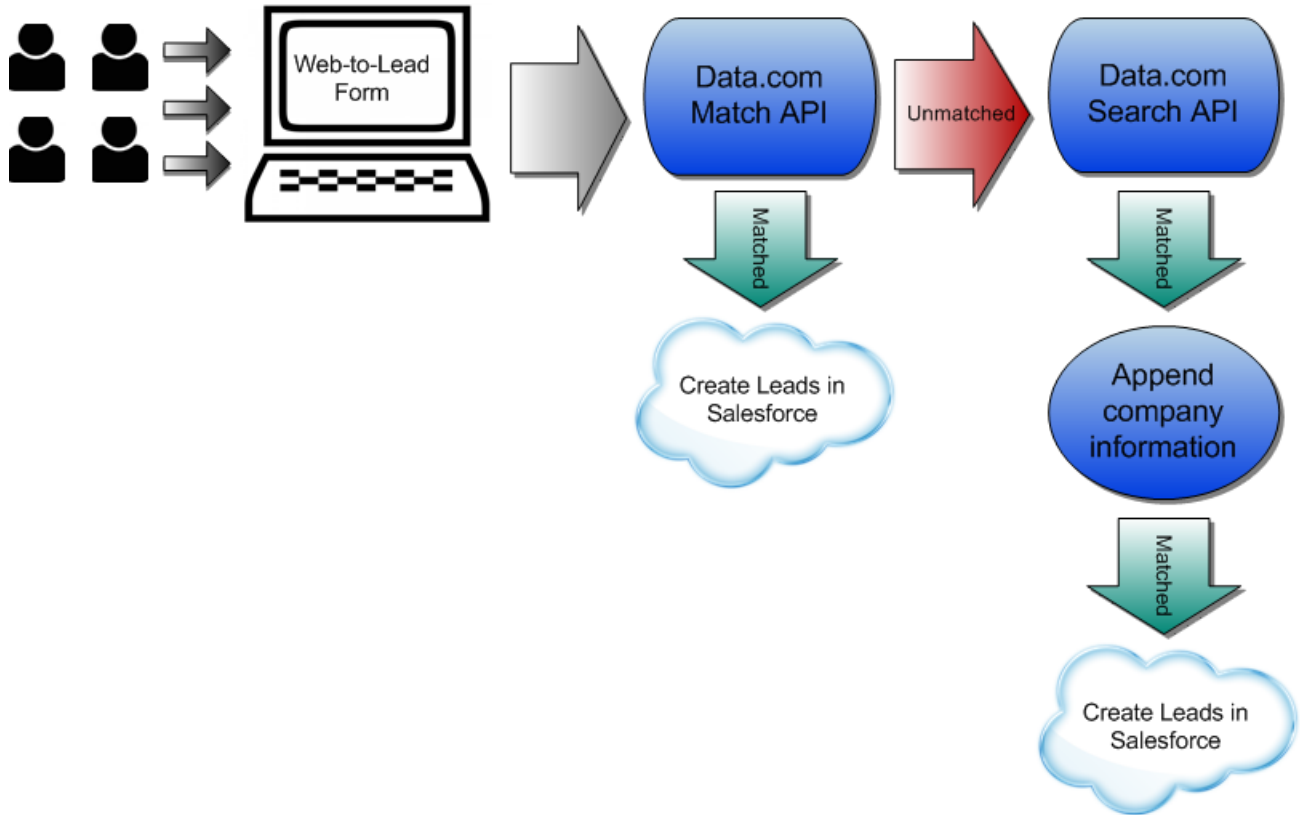 Web-to-Lead
Form
Data.com
Match API
Unmatched
Data.com
Search API
Matched
Matched
Create Leads in
Salesforce
Append
company
information
Matched
Create Leads in
Salesforce